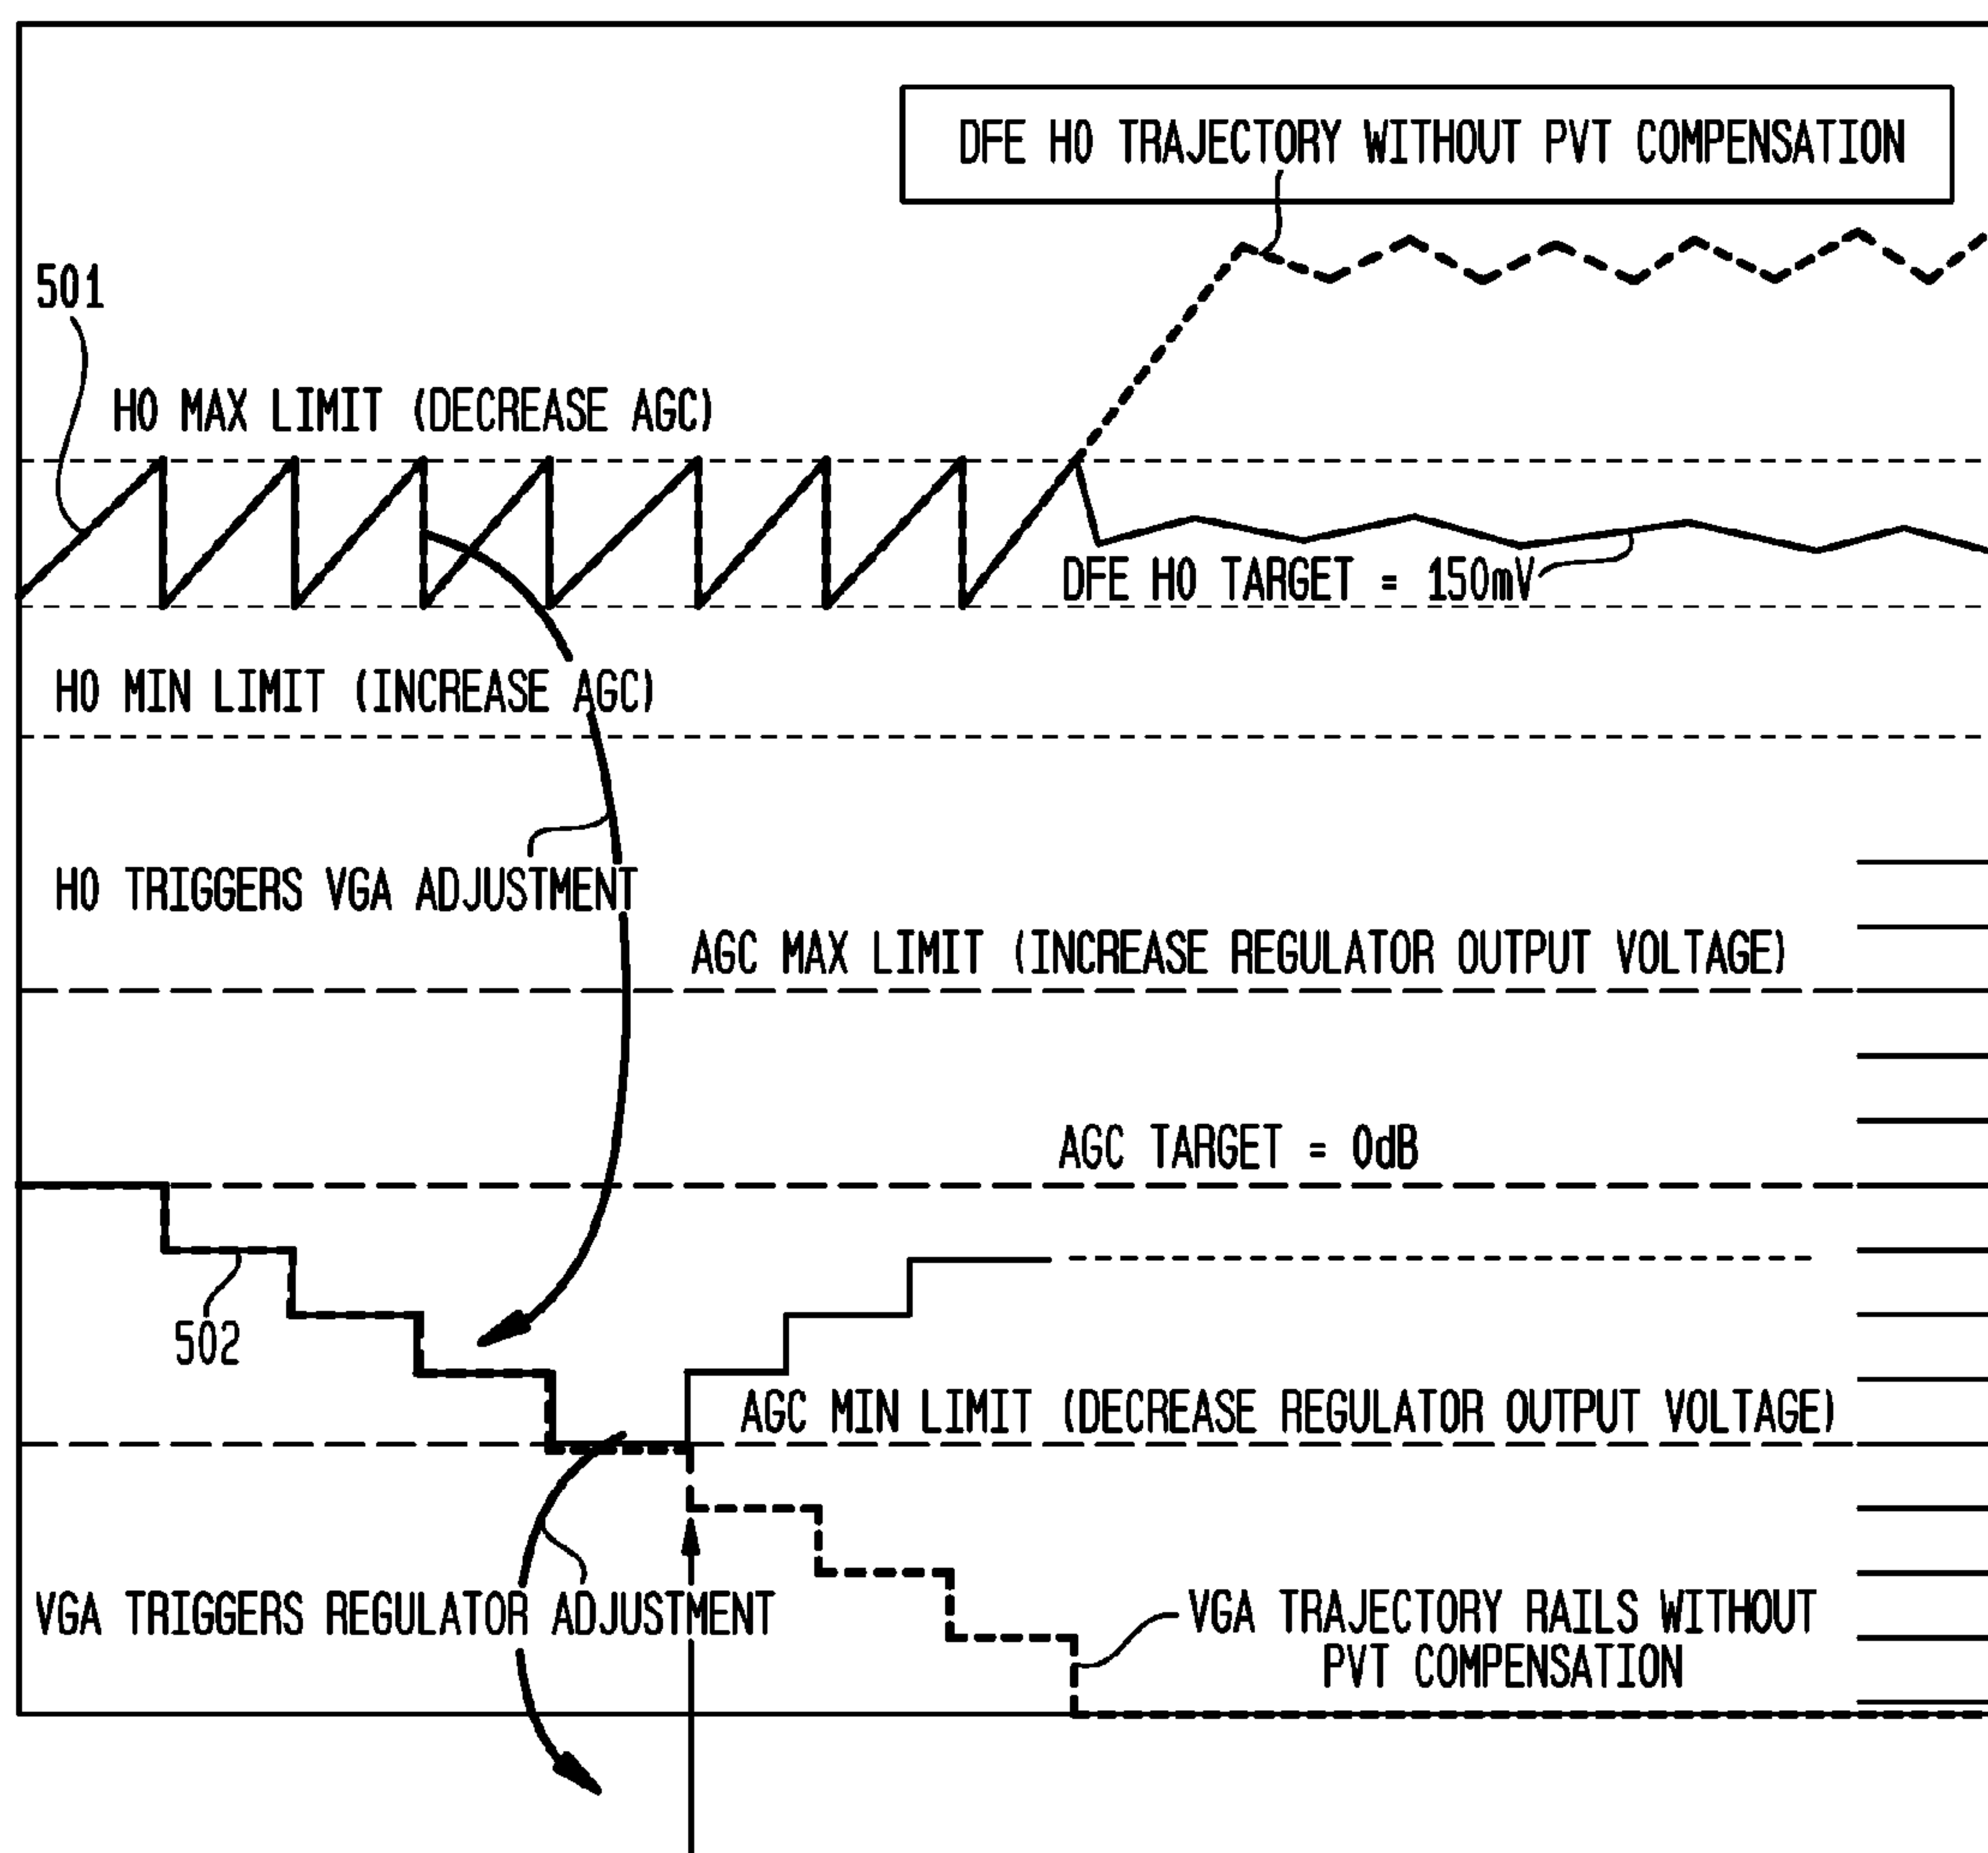 DFE H0 TRAJECTORY WITHOUT PVT COMPENSATION
501
H0 MAX LIMIT (DECREASE AGC)
DFE H0 TARGET = 150mV
H0 MIN LIMIT (INCREASE AGC)
H0 TRIGGERS VGA ADJUSTMENT
AGC MAX LIMIT (INCREASE REGULATOR OUTPUT VOLTAGE)
AGC TARGET = 0dB
502
AGC MIN LIMIT (DECREASE REGULATOR OUTPUT VOLTAGE)
VGA TRIGGERS REGULATOR ADJUSTMENT
VGA TRAJECTORY RAILS WITHOUT
PVT COMPENSATION